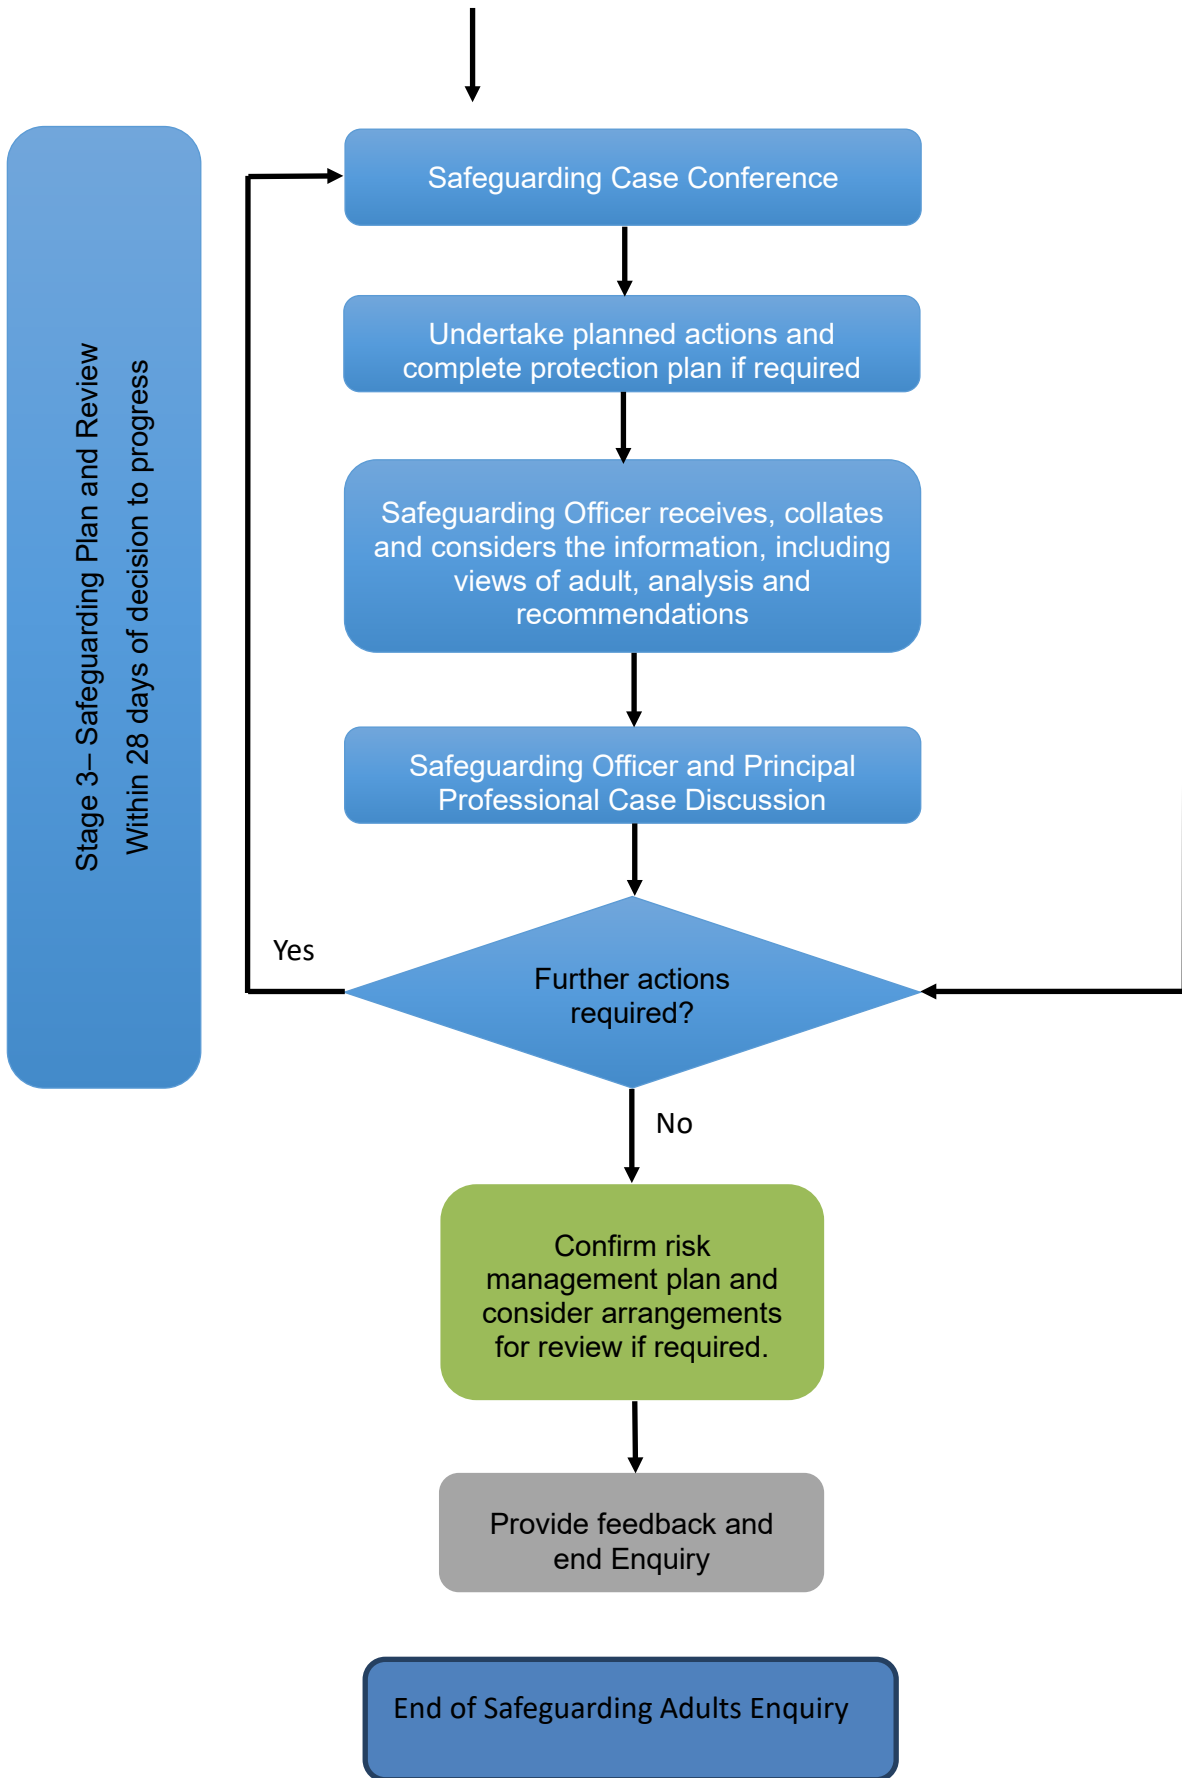 Safeguarding Case Conference
Undertake planned actions and
complete protection plan if required
Stage 3– Safeguarding Plan and Review
Within 28 days of decision to progress
Safeguarding Officer receives, collates
and considers the information, including
views of adult, analysis and
recommendations
Safeguarding Officer and Principal
Professional Case Discussion
Yes
Further actions
required?
No
Confirm risk
management plan and
consider arrangements
for review if required.
Provide feedback and
end Enquiry
End of Safeguarding Adults Enquiry